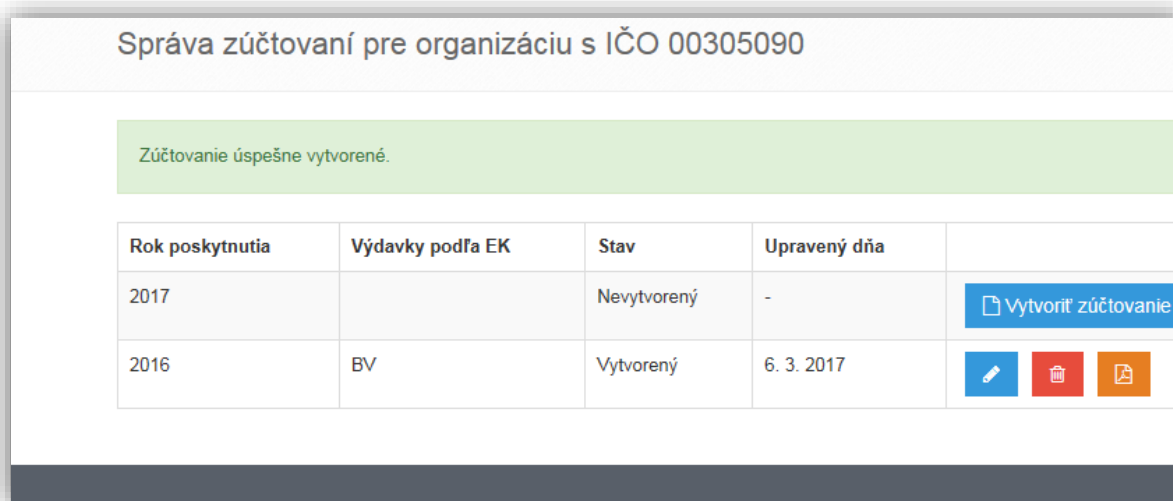 Správa zúčtovaní pre organizáciu s IČO 00305090
Zúčtovanie úspešne vytvorené.
Rok poskytnutia Výdavky podľa EK Stav Upravený dňa
2017 Nevytvorený - Vytvoriť zúčtovanie
2016 BV Vytvorený 6. 3. 2017